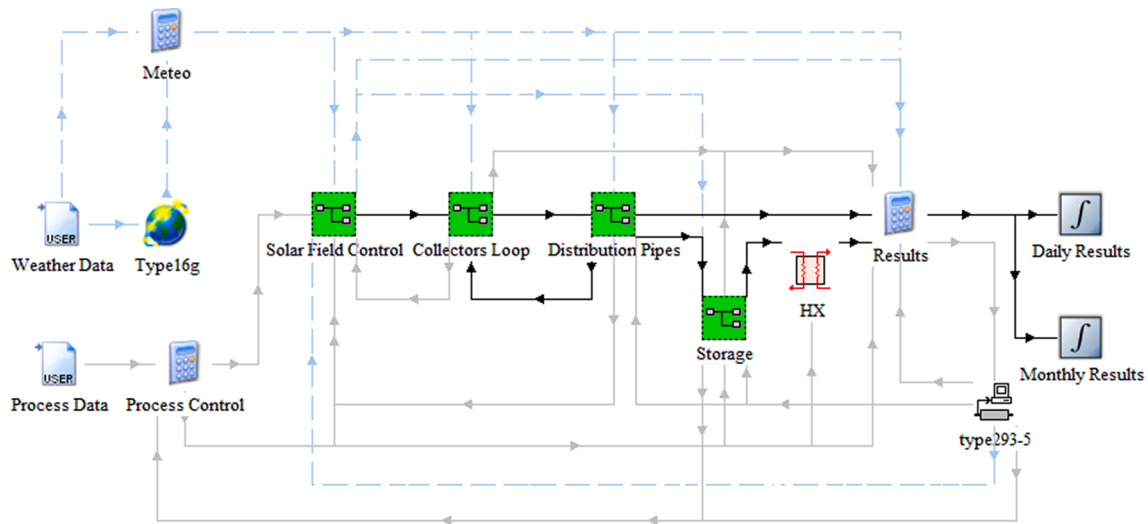 Meteo
USER
Weather Data
Type16g
Solar Field Control
Collectors Loop
Distribution Pipes
Results
Daily Results
HX
Storage
USER
Process Data
Process Control
Monthly Results
type293-5